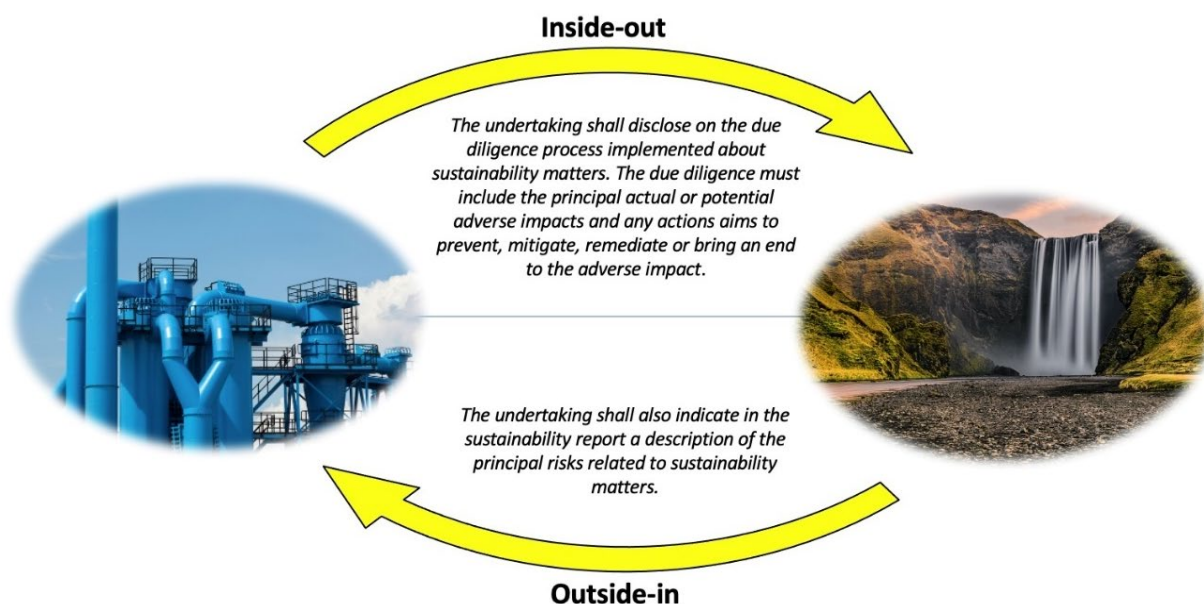 Inside-out
The undertaking shall disclose on the due
diligence process implemented about
sustainability matters. The due diligence must
include the principal actual or potential
adverse impacts and any actions aims to
prevent, mitigate, remediate or bring an end
to the adverse impact.
The undertaking shall also indicate in the
sustainability report a description of the
principal risks related to sustainability
matters.
Outside-in